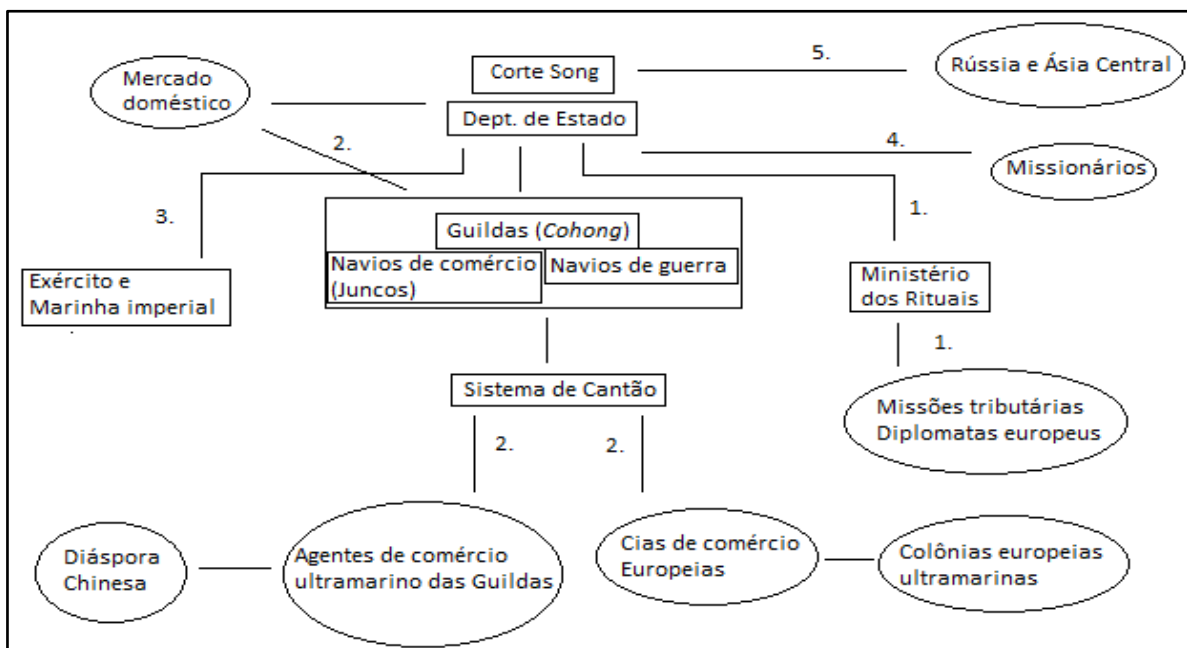 Mercado
doméstico
Corte Song
5.
Rússia e Ásia Central
Dept. de Estado
2.
4.
Missionários
3.
1.
Guildas (Cohong)
Navios de comércio
(Juncos)
Navios de guerra
Exército e
Marinha imperial
Ministério
dos Rituais
1.
Sistema de Cantão
Missões tributárias
Diplomatas europeus
2.
2.
Diáspora
Chinesa
Agentes de comércio
ultramarino das Guildas
Cias de comércio
Europeias
Colônias europeias
ultramarinas